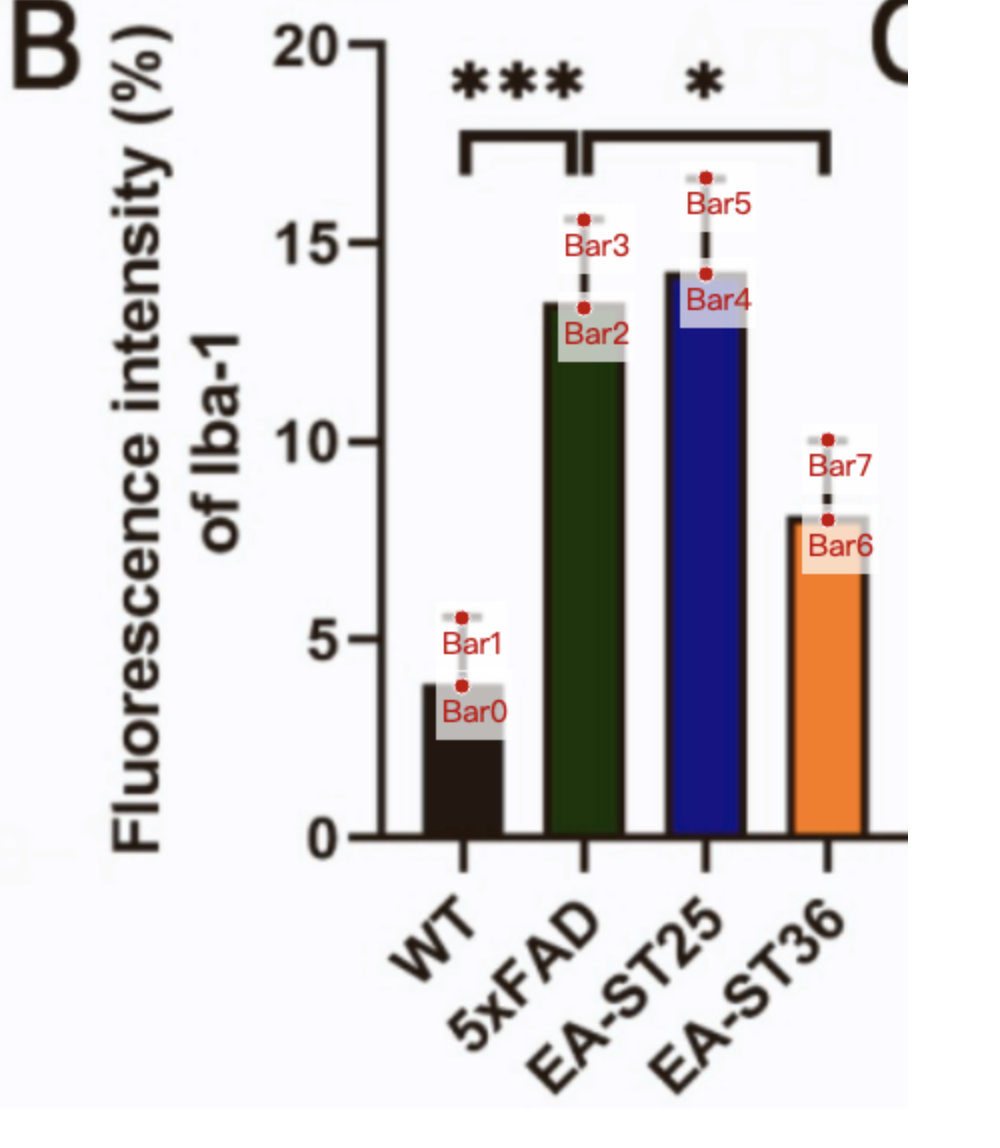 B
C
Fluorescence intensity (%)
of Iba-1
20
15
10
5
0
***
*
Bar5
Bar3
Bar4
Bar2
Bar7
Bar6
Bar1
Bar0
WT
5xFAD
EA-ST25
EA-ST36